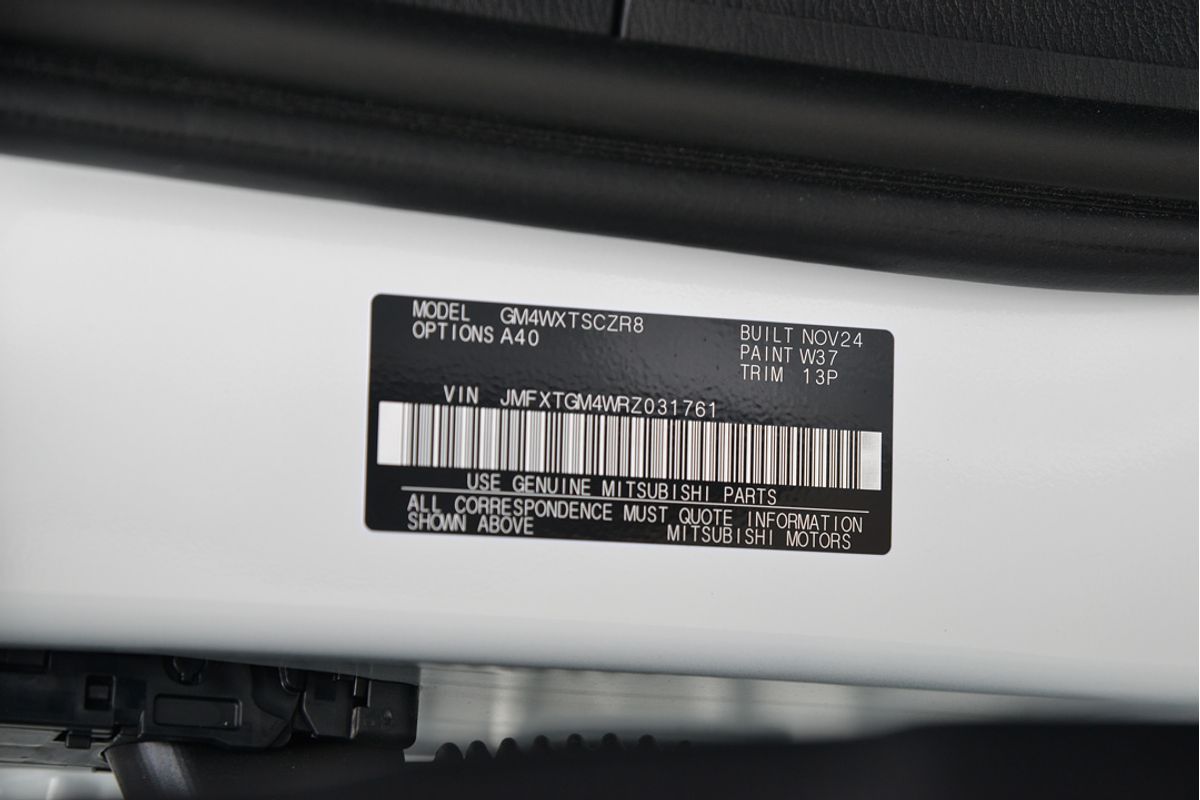 MODEL GM4WXTSCZR8
OPTIONS A40
BUILT NOV24
PAINT W37
TRIM 13P
VIN JMFXTGM4WRZ031761
USE GENUINE MITSUBISHI PARTS
ALL CORRESPONDENCE MUST QUOTE INFORMATION
SHOWN ABOVE MITSUBISHI MOTORS